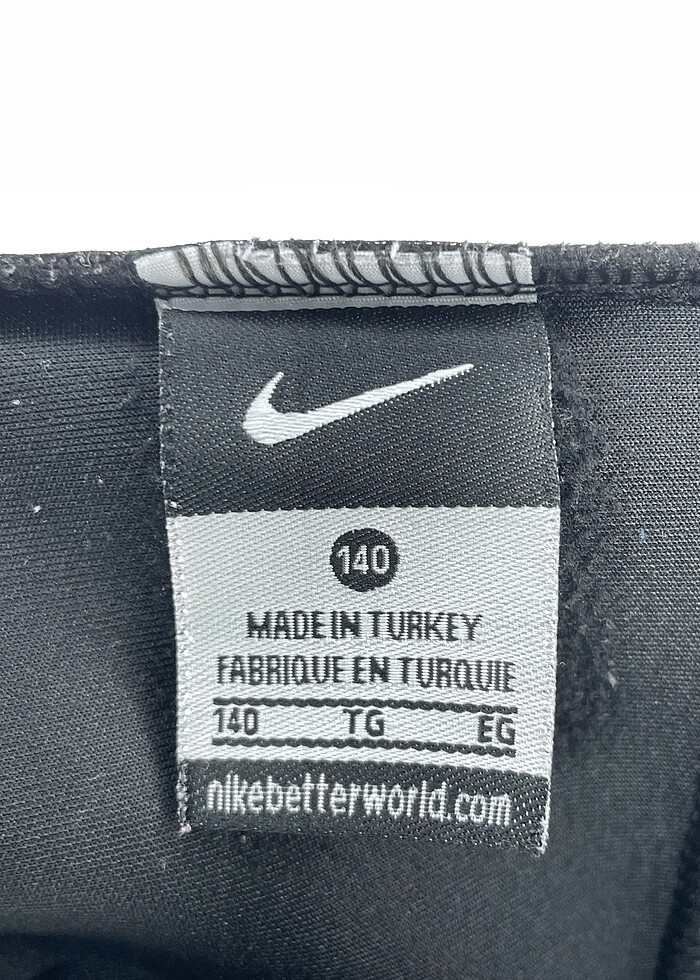 140
MADE IN TURKEY
FABRIQUE EN TURQUIE
140 TG EG
nikebetterworld.com